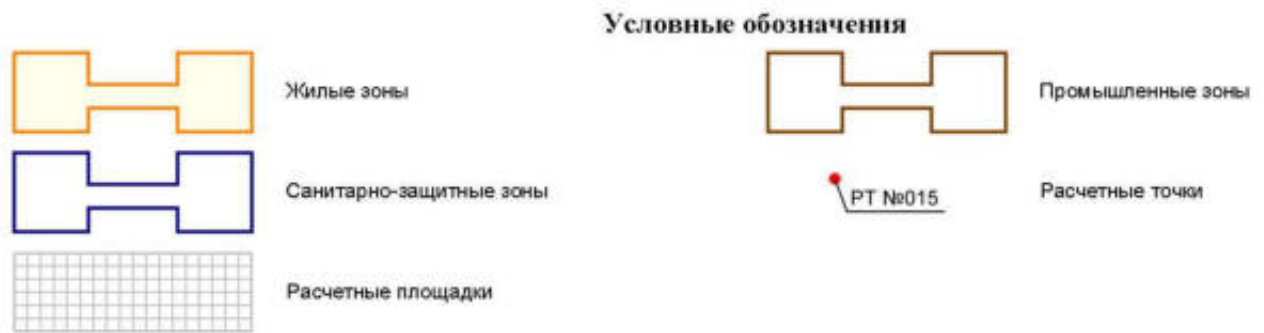 Условные обозначения
Жилые зоны
Промышленные зоны
Санитарно-защитные зоны
РТ №015
Расчетные точки
Расчетные площадки